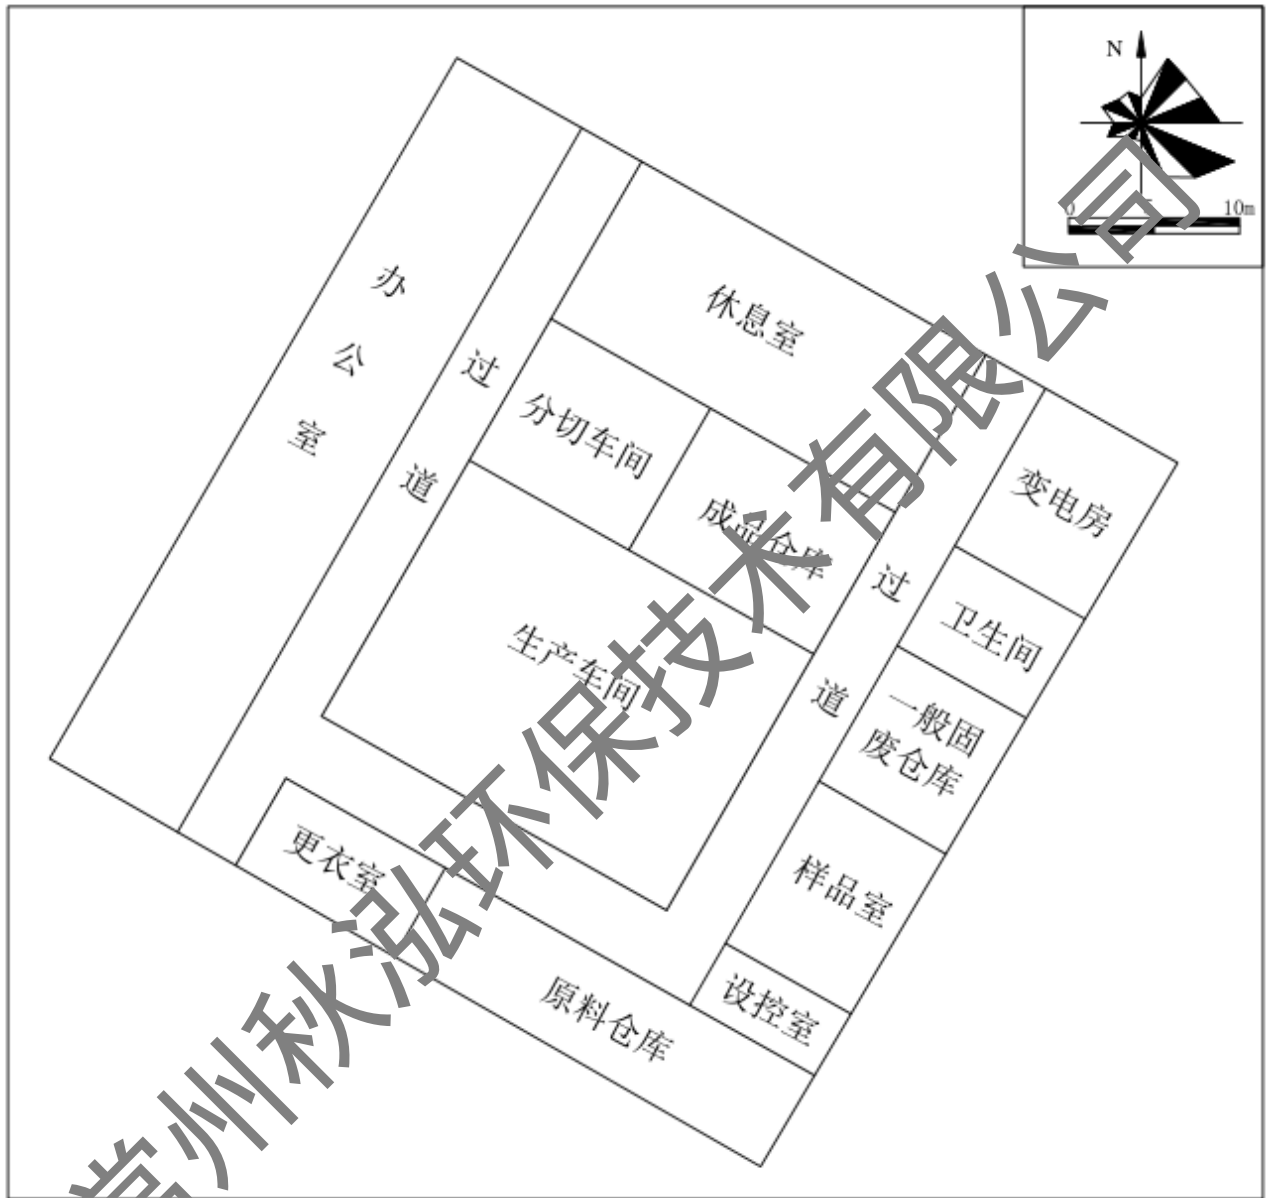 N
0
10m
办公室
过道
休息室
分切车间
成品仓库
生产车间
过道
变电房
卫生间
一般固
废仓库
样品室
设控室
更衣室
原料仓库
常州秋泓环保技术有限公司